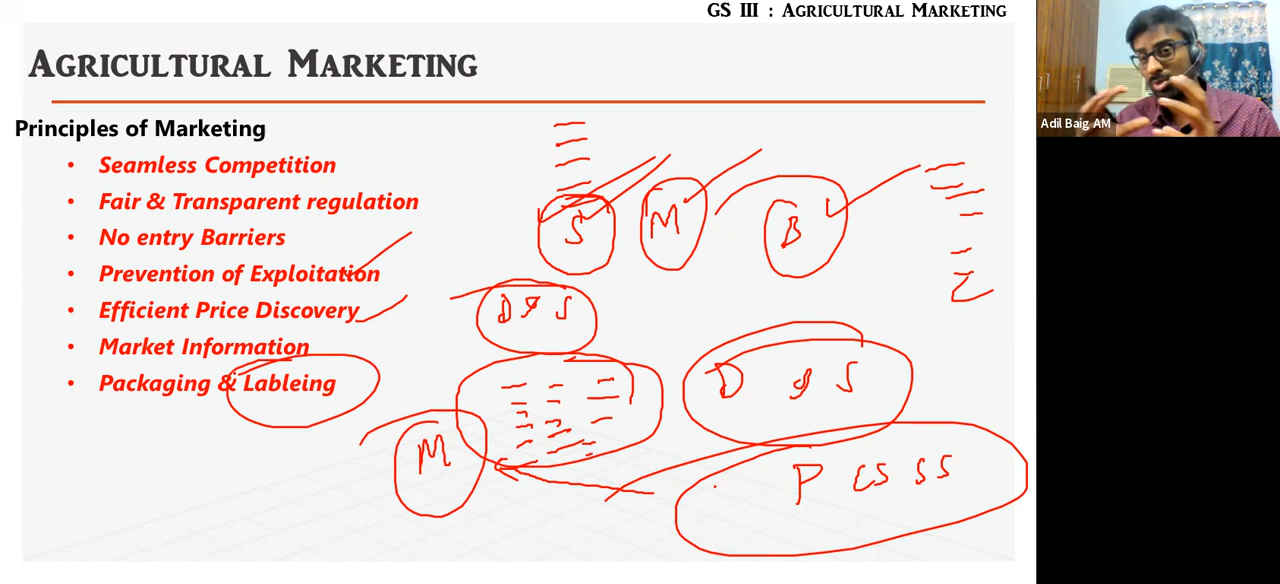 GS III : Agricultural Marketing
Agricultural Marketing
Principles of Marketing
• Seamless Competition
• Fair & Transparent regulation
• No entry Barriers
• Prevention of Exploitation
• Efficient Price Discovery
• Market Information
• Packaging & Lableing
S M B
D & S
D & S
M
Adil Baig AM